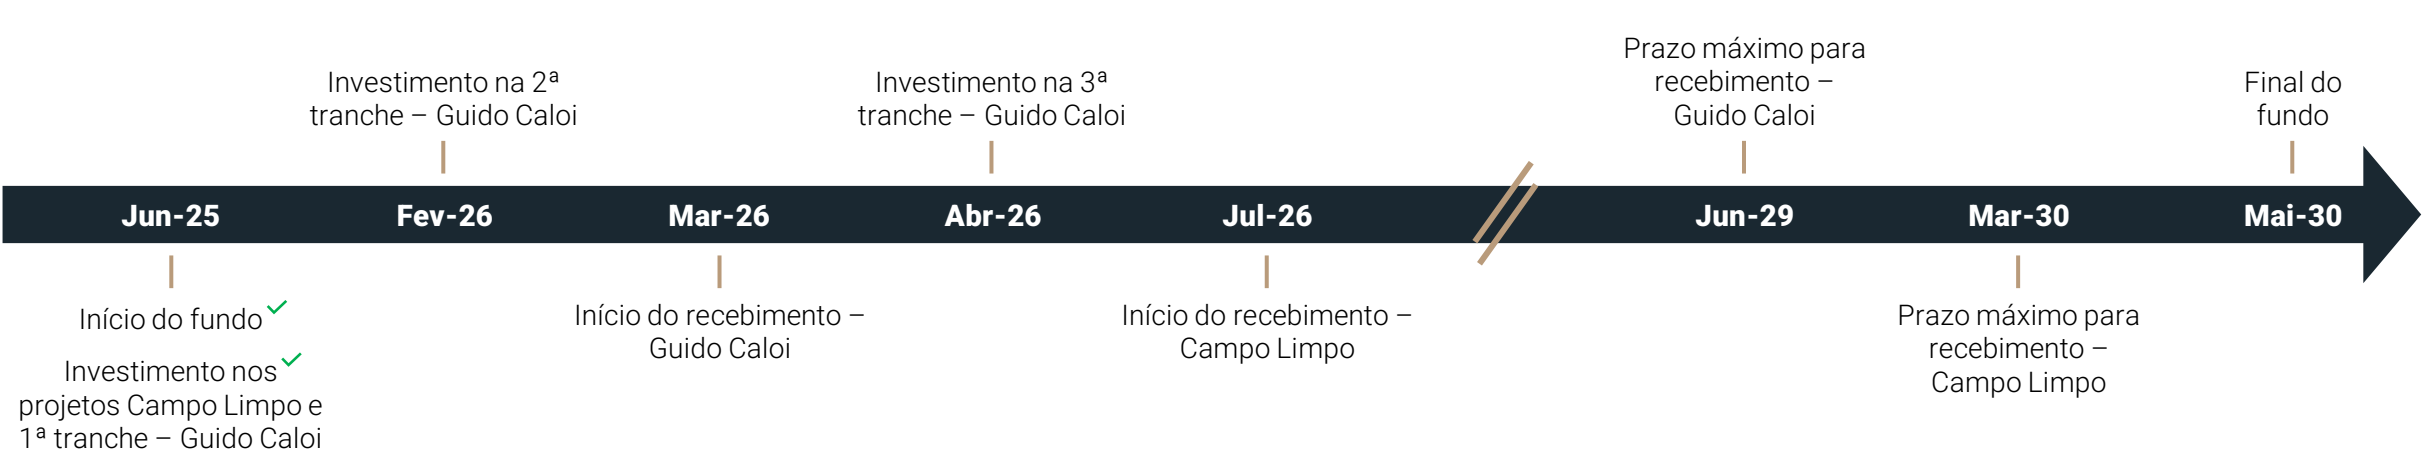 Prazo máximo para
recebimento –
Guido Caloi
Investimento na 2ª
tranche – Guido Caloi
Investimento na 3ª
tranche – Guido Caloi
Final do
fundo
Jun-25
Fev-26
Mar-26
Abr-26
Jul-26
Jun-29
Mar-30
Mai-30
Início do fundo
Investimento nos
projetos Campo Limpo e
1ª tranche – Guido Caloi
Início do recebimento –
Guido Caloi
Início do recebimento –
Campo Limpo
Prazo máximo para
recebimento –
Campo Limpo